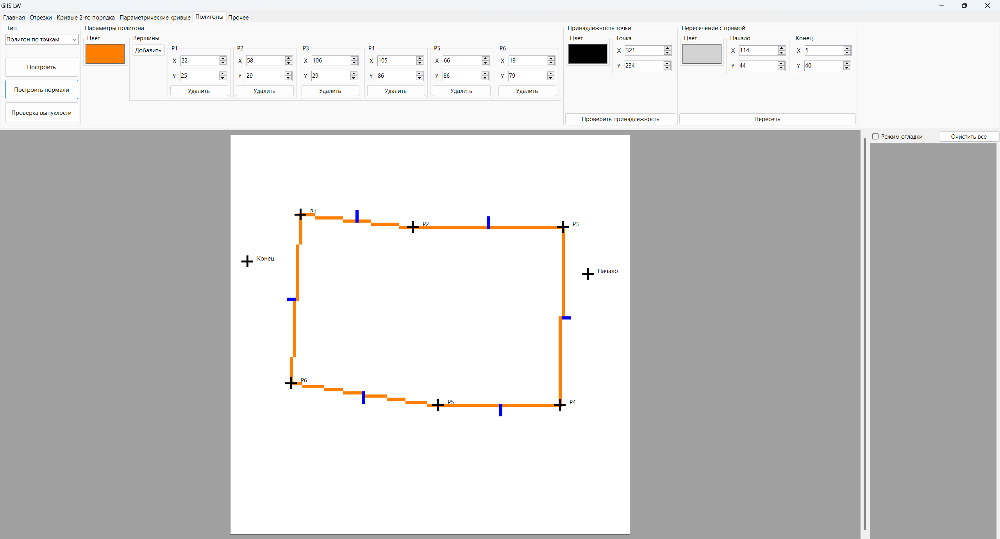 GIIS LW
Главная Отрезки Кривые 2-го порядка Параметрические кривые Полигоны Прочее
Тип Параметры полигона Принадлежность точки Пересечение с прямой
Полигон по точкам Цвет Вершины Цвет Точка Цвет Начало Конец
Добавить P1 P2 P3 P4 P5 P6
X 321 X 114 X 5
X 22 X 58 X 106 X 105 X 66 X 19
Y 234 Y 44 Y 40
Построить
Y 25 Y 29 Y 29 Y 86 Y 86 Y 79
Построить нормали Удалить Удалить Удалить Удалить Удалить Удалить
Проверка выпуклости
Проверить принадлежность Пересечь
Режим отладки Очистить все
P1
P2 P3
Конец
Начало
P6
P5 P4